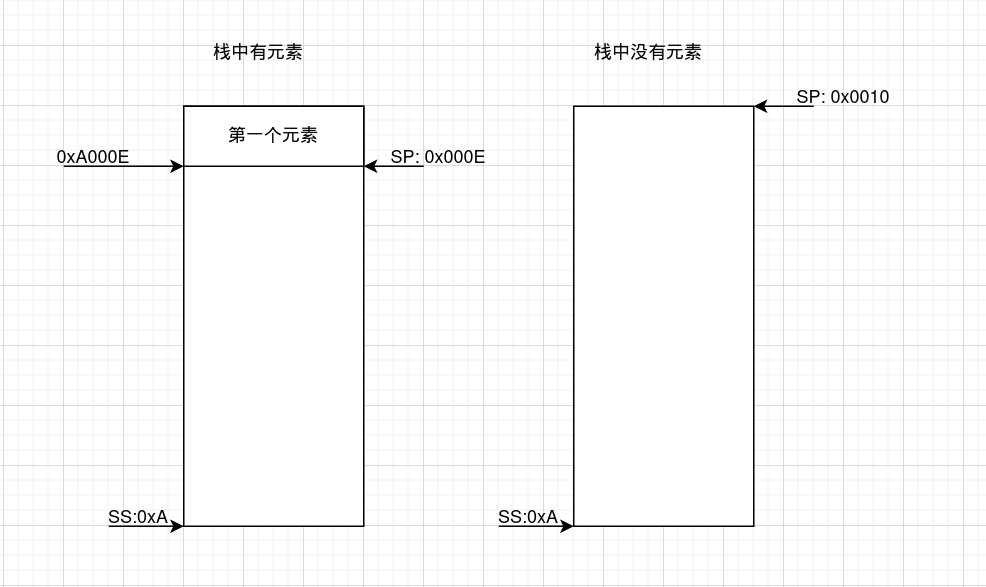 栈中有元素
栈中没有元素
SP: 0x0010
第一个元素
0xA000E
SP: 0x000E
SS:0xA
SS:0xA